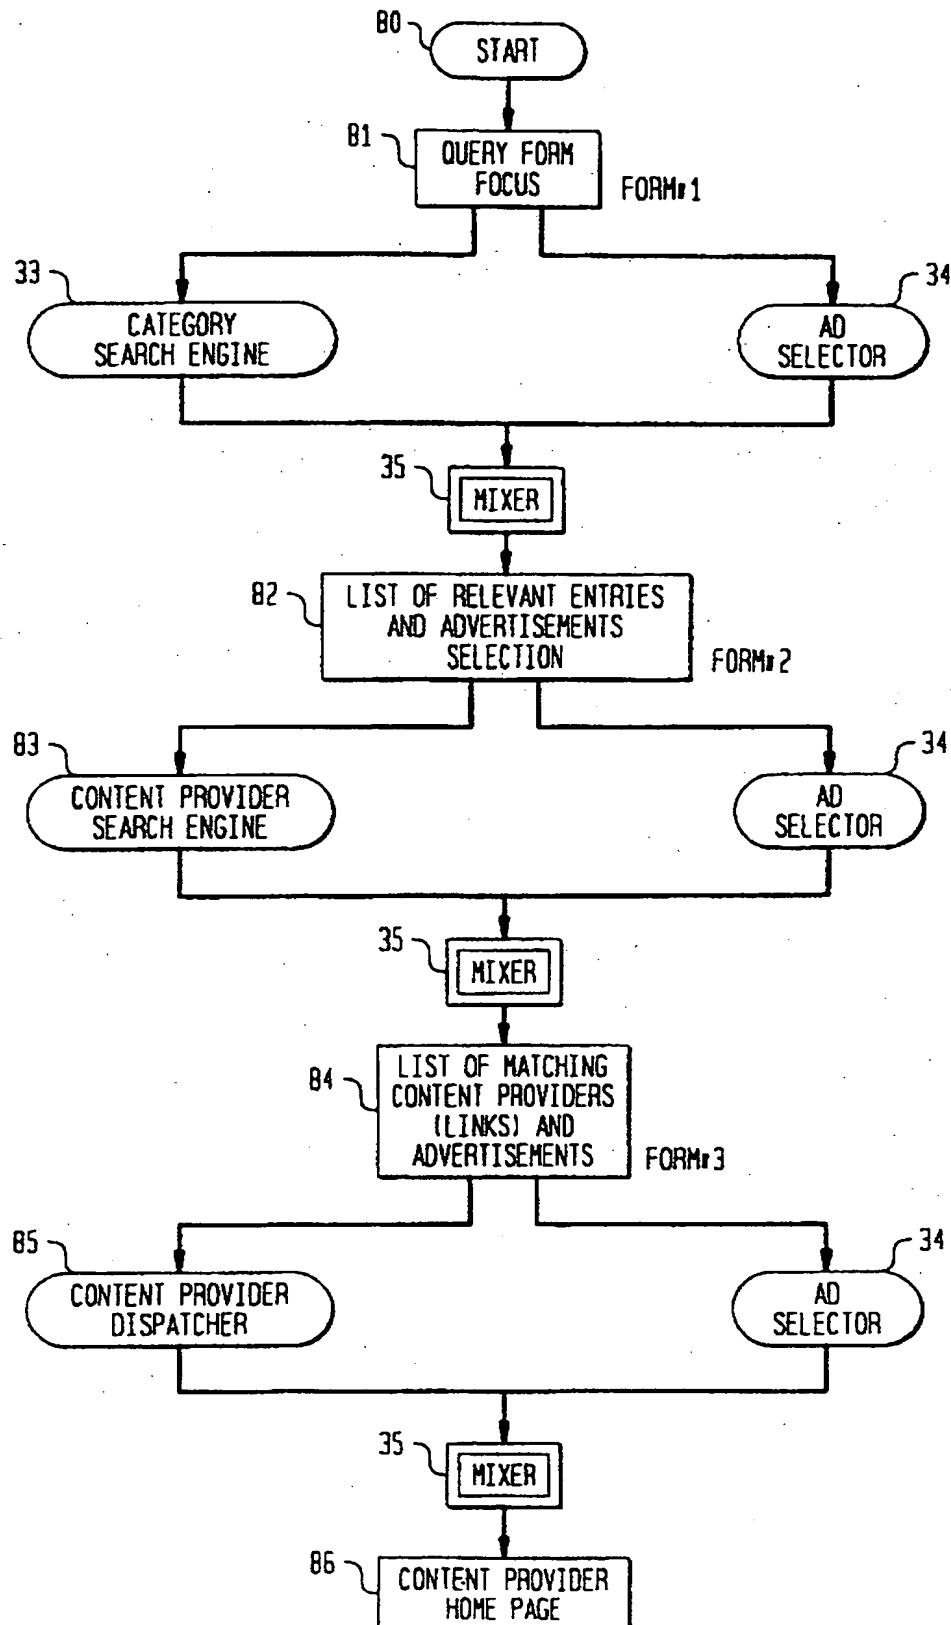 80
START
81
QUERY FORM
FOCUS
FORM#1
33
34
CATEGORY
SEARCH ENGINE
AD
SELECTOR
35
MIXER
82
LIST OF RELEVANT ENTRIES
AND ADVERTISEMENTS
SELECTION
FORM#2
83
34
CONTENT PROVIDER
SEARCH ENGINE
AD
SELECTOR
35
MIXER
84
LIST OF MATCHING
CONTENT PROVIDERS
(LINKS) AND
ADVERTISEMENTS
FORM#3
85
34
CONTENT PROVIDER
DISPATCHER
AD
SELECTOR
35
MIXER
86
CONTENT PROVIDER
HOME PAGE